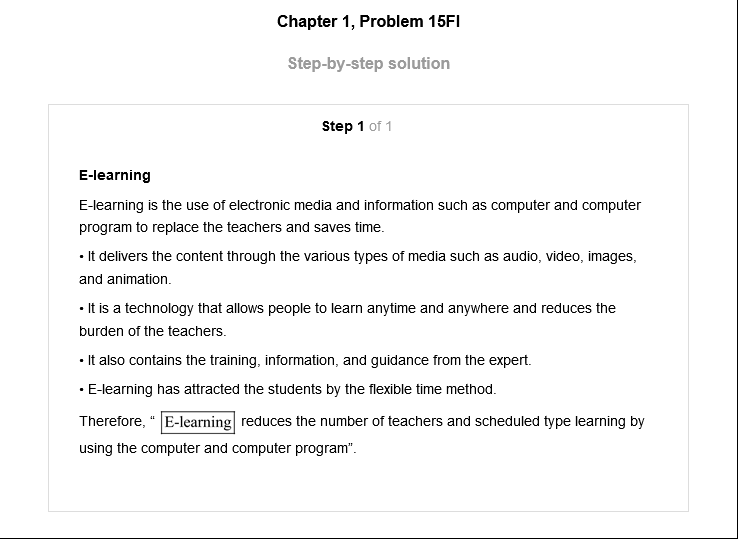 Chapter 1, Problem 15FI
Step-by-step solution
Step 1 of 1
E-learning
E-learning is the use of electronic media and information such as computer and computer
program to replace the teachers and saves time.
• It delivers the content through the various types of media such as audio, video, images,
and animation.
• It is a technology that allows people to learn anytime and anywhere and reduces the
burden of the teachers.
• It also contains the training, information, and guidance from the expert.
• E-learning has attracted the students by the flexible time method.
Therefore, “ E-learning reduces the number of teachers and scheduled type learning by
using the computer and computer program”.